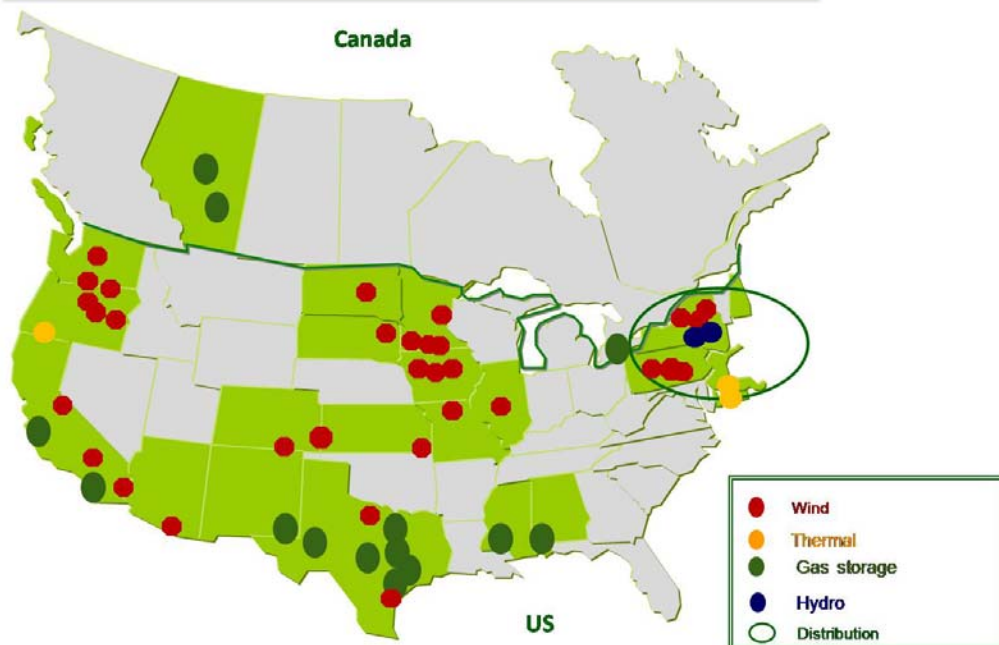 Canada
US
Wind
Thermal
Gas storage
Hydro
Distribution